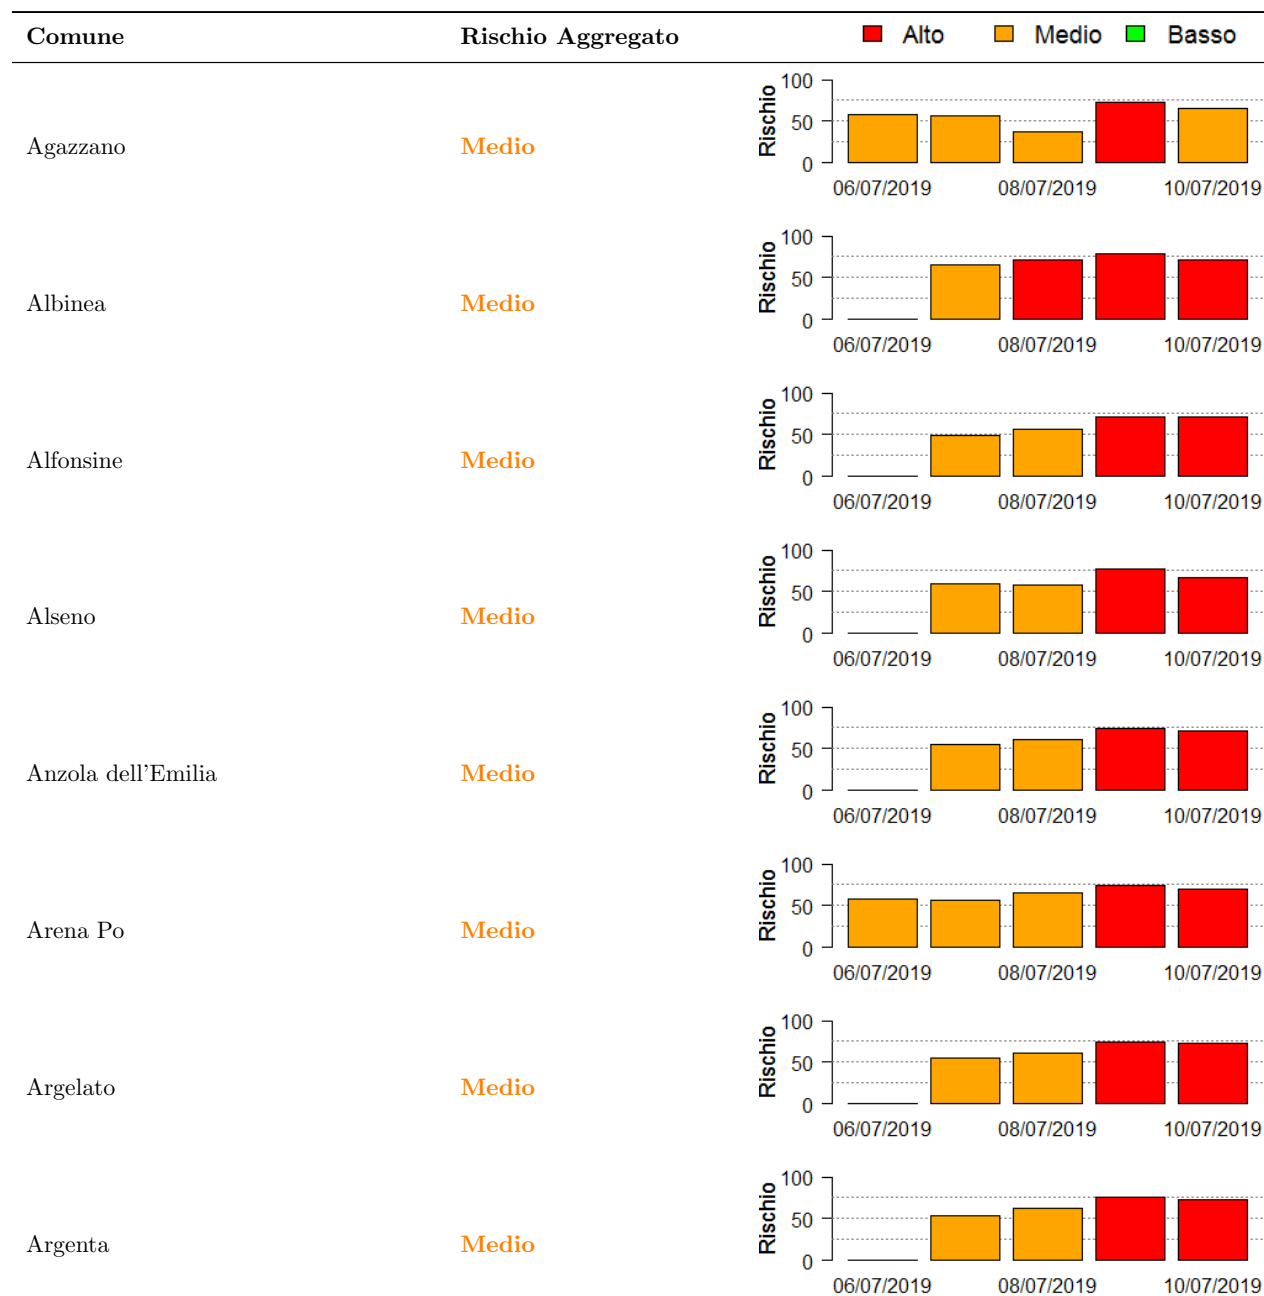 Comune Rischio Aggregato Alto Medio Basso
Agazzano Medio Rischio 100 50 0
06/07/2019 08/07/2019 10/07/2019
Albinea Medio Rischio 100 50 0
06/07/2019 08/07/2019 10/07/2019
Alfonsine Medio Rischio 100 50 0
06/07/2019 08/07/2019 10/07/2019
Alseno Medio Rischio 100 50 0
06/07/2019 08/07/2019 10/07/2019
Anzola dell'Emilia Medio Rischio 100 50 0
06/07/2019 08/07/2019 10/07/2019
Arena Po Medio Rischio 100 50 0
06/07/2019 08/07/2019 10/07/2019
Argelato Medio Rischio 100 50 0
06/07/2019 08/07/2019 10/07/2019
Argenta Medio Rischio 100 50 0
06/07/2019 08/07/2019 10/07/2019